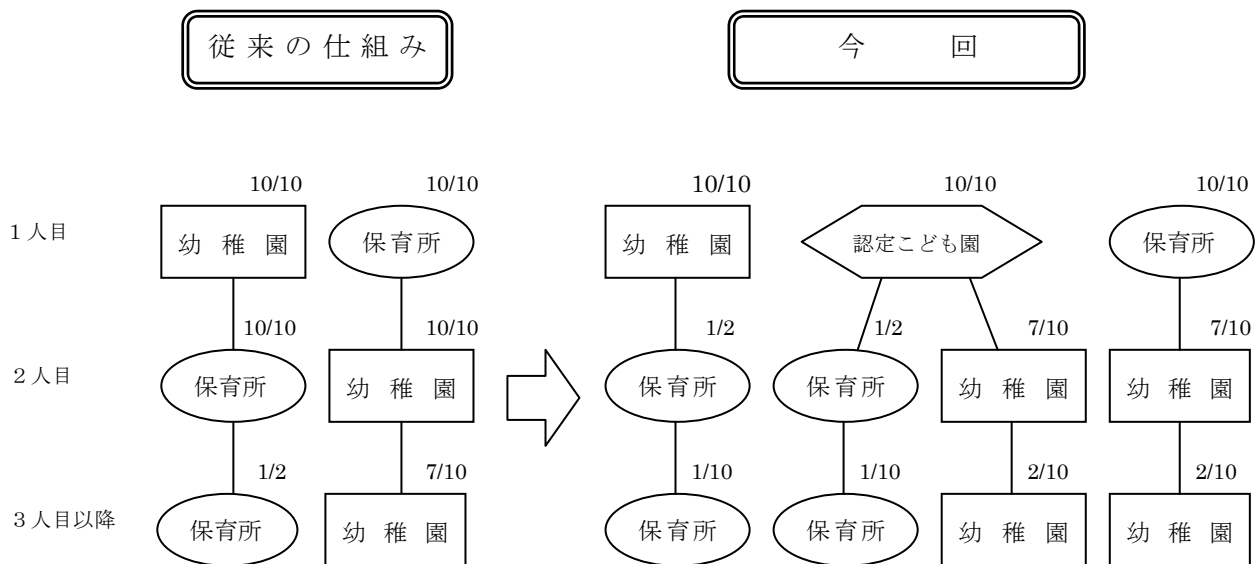 従来の仕組み
今 回
10/10 10/10 10/10 10/10 10/10
1人目 幼稚園 保育所 幼稚園 認定こども園 保育所
10/10 10/10 1/2 1/2 7/10 7/10
2人目 保育所 幼稚園 保育所 保育所 幼稚園 幼稚園
1/2 7/10 1/10 1/10 2/10 2/10
3人目以降 保育所 幼稚園 保育所 保育所 幼稚園 幼稚園